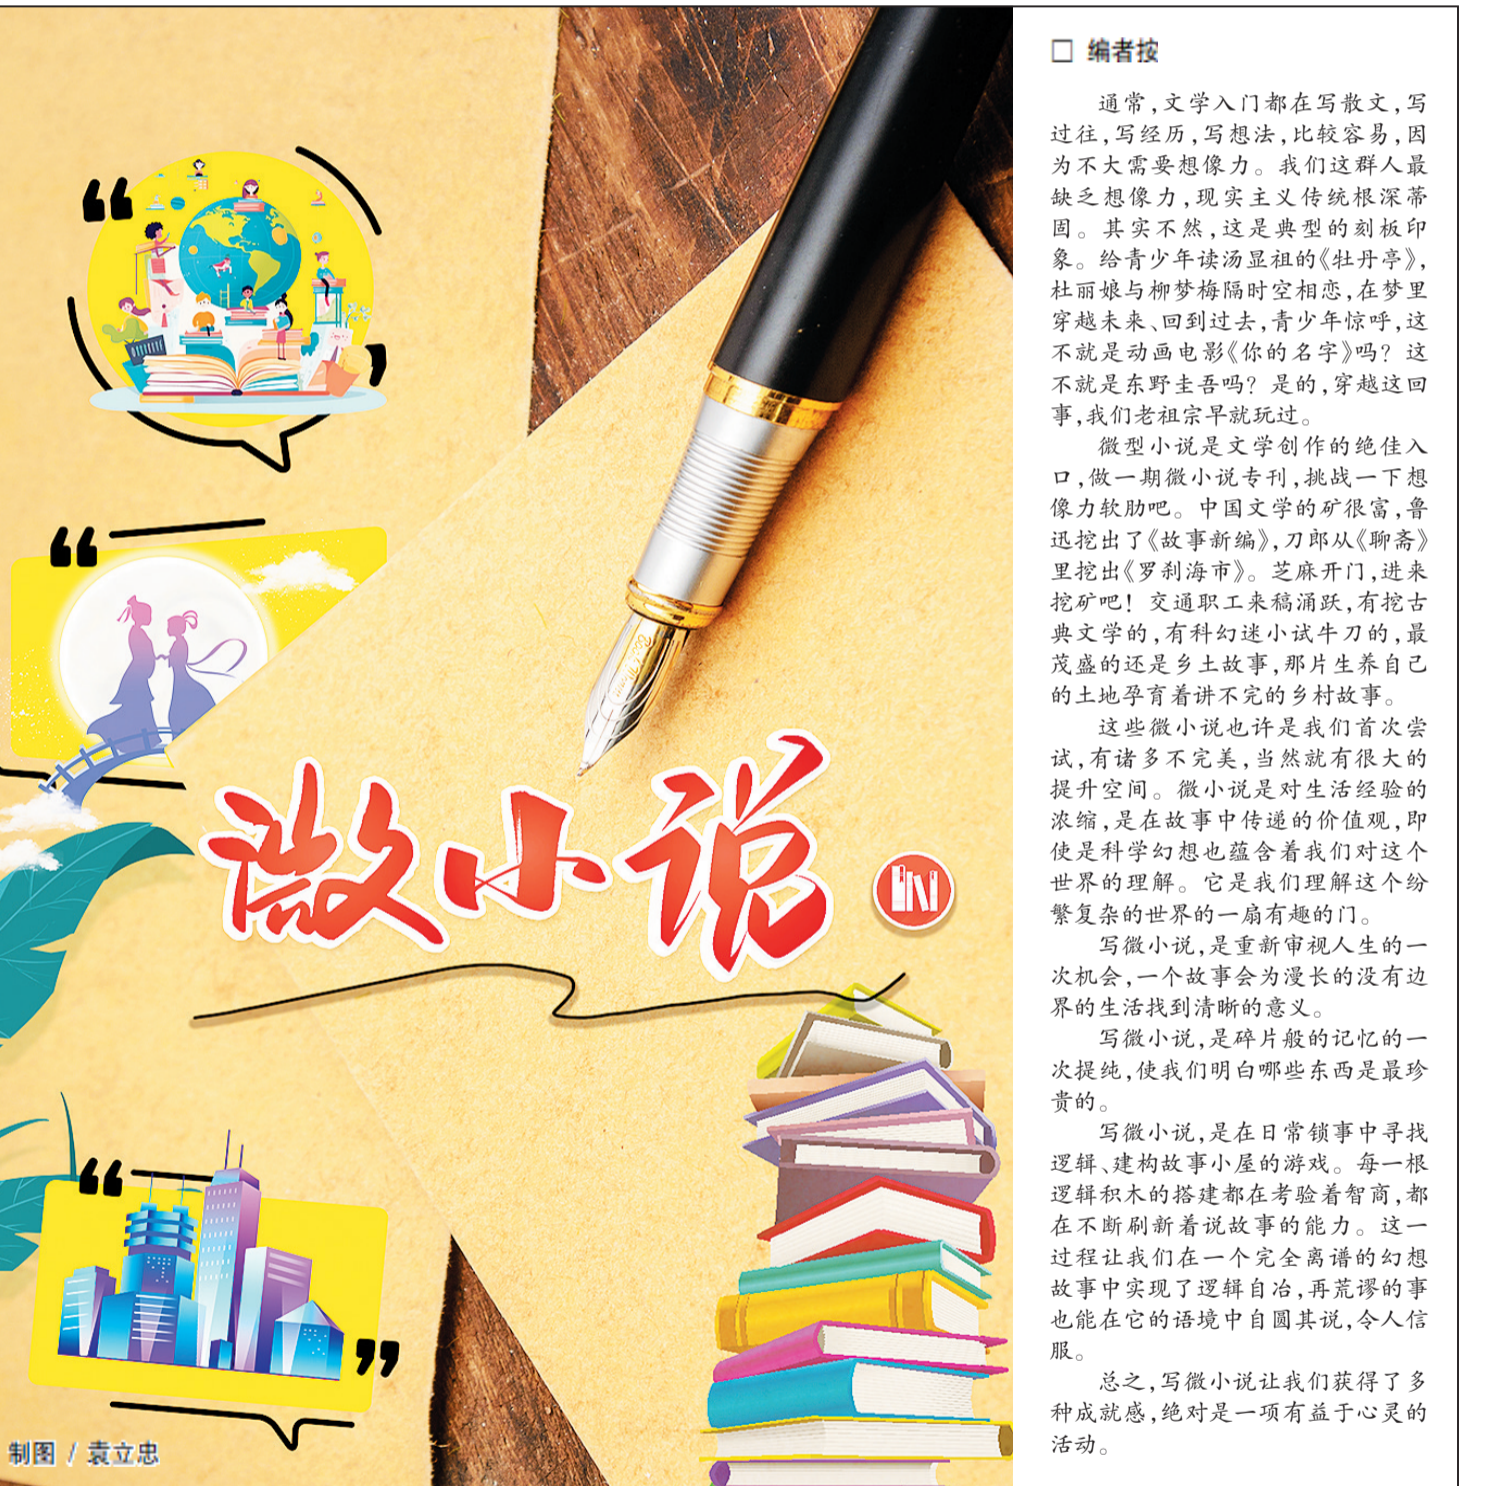 微小说
制图 / 袁立忠
□ 编者按
通常,文学入门都在写散文,写
过往,写经历,写想法,比较容易,因
为不大需要想像力。我们这群人最
缺乏想像力,现实主义传统根深蒂
固。其实不然,这是典型的刻板印
象。给青少年读汤显祖的《牡丹亭》,
杜丽娘与柳梦梅隔时空相恋,在梦里
穿越未来、回到过去,青少年惊呼,这
不就是动画电影《你的名字》吗?这
不就是东野圭吾吗?是的,穿越这回
事,我们老祖宗早就玩过。
微型小说是文学创作的绝佳入
口,做一期微小说专刊,挑战一下想
像力软肋吧。中国文学的矿很富,鲁
迅挖出了《故事新编》,刀郎从《聊斋》
里挖出《罗刹海市》。芝麻开门,进来
挖矿吧!交通职工来稿涌跃,有挖古
典文学的,有科幻迷小试牛刀的,最
茂盛的还是乡土故事,那片生养自己
的土地孕育着讲不完的乡村故事。
这些微小说也许是我们首次尝
试,有诸多不完美,当然就有很大的
提升空间。微小说是对生活经验的
浓缩,是在故事中传递的价值观,即
使是科学幻想也蕴含着我们对这个
世界的理解。它是我们理解这个纷
繁复杂的世界的一扇有趣的门。
写微小说,是重新审视人生的一
次机会,一个故事会为漫长的没有边
界的生活找到清晰的意义。
写微小说,是碎片般的记忆的一
次提纯,使我们明白哪些东西是最珍
贵的。
写微小说,是在日常锁事中寻找
逻辑、建构故事小屋的游戏。每一根
逻辑积木的搭建都在考验着智商,都
在不断刷新着说故事的能力。这一
过程让我们在一个完全离谱的幻想
故事中实现了逻辑自冶,再荒谬的事
也能在它的语境中自圆其说,令人信
服。
总之,写微小说让我们获得了多
种成就感,绝对是一项有益于心灵的
活动。